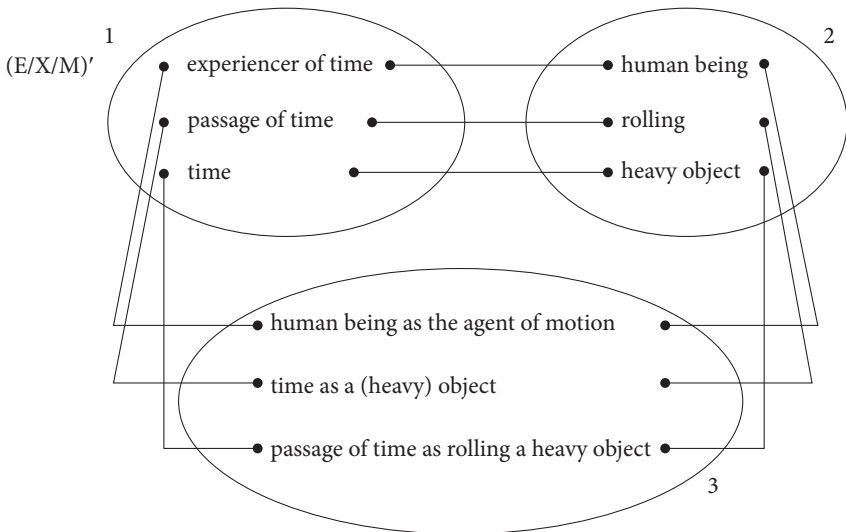 1
2
(E/X/M)′
experiencer of time
human being
passage of time
rolling
time
heavy object
human being as the agent of motion
time as a (heavy) object
passage of time as rolling a heavy object
3